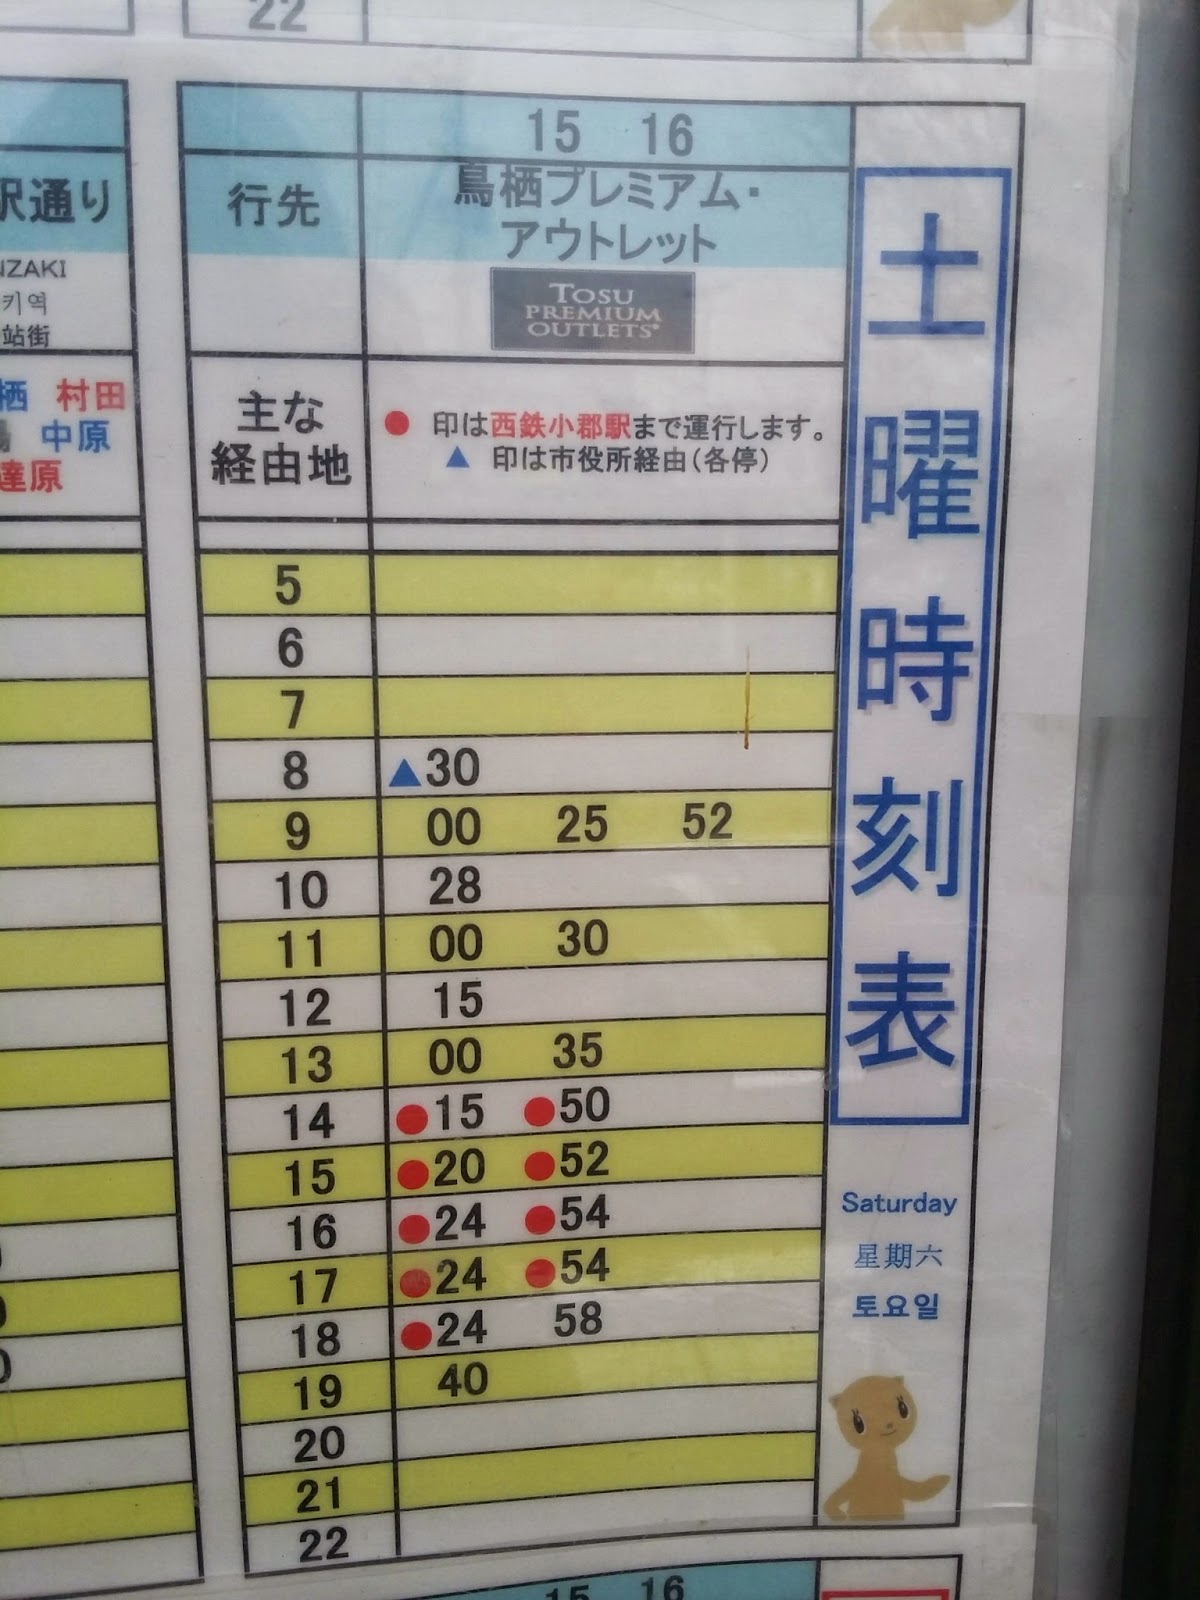 22
15 16
沢通り
行先
鳥栖プレミアム・
アウトレット
NZAKI
키역
站街
TOSU
PREMIUM
OUTLETS
栖 村田
中原
達原
主な
経由地
● 印は西鉄小郡駅まで運行します。
▲ 印は市役所経由(各停)
土曜時刻表
5
6
7
8 ▲30
9 00 25 52
10 28
11 00 30
12 15
13 00 35
14 ●15 ●50
15 ●20 ●52
16 ●24 ●54
17 ●24 ●54
18 ●24 58
19 40
20
21
22
Saturday
星期六
토요일
15 16